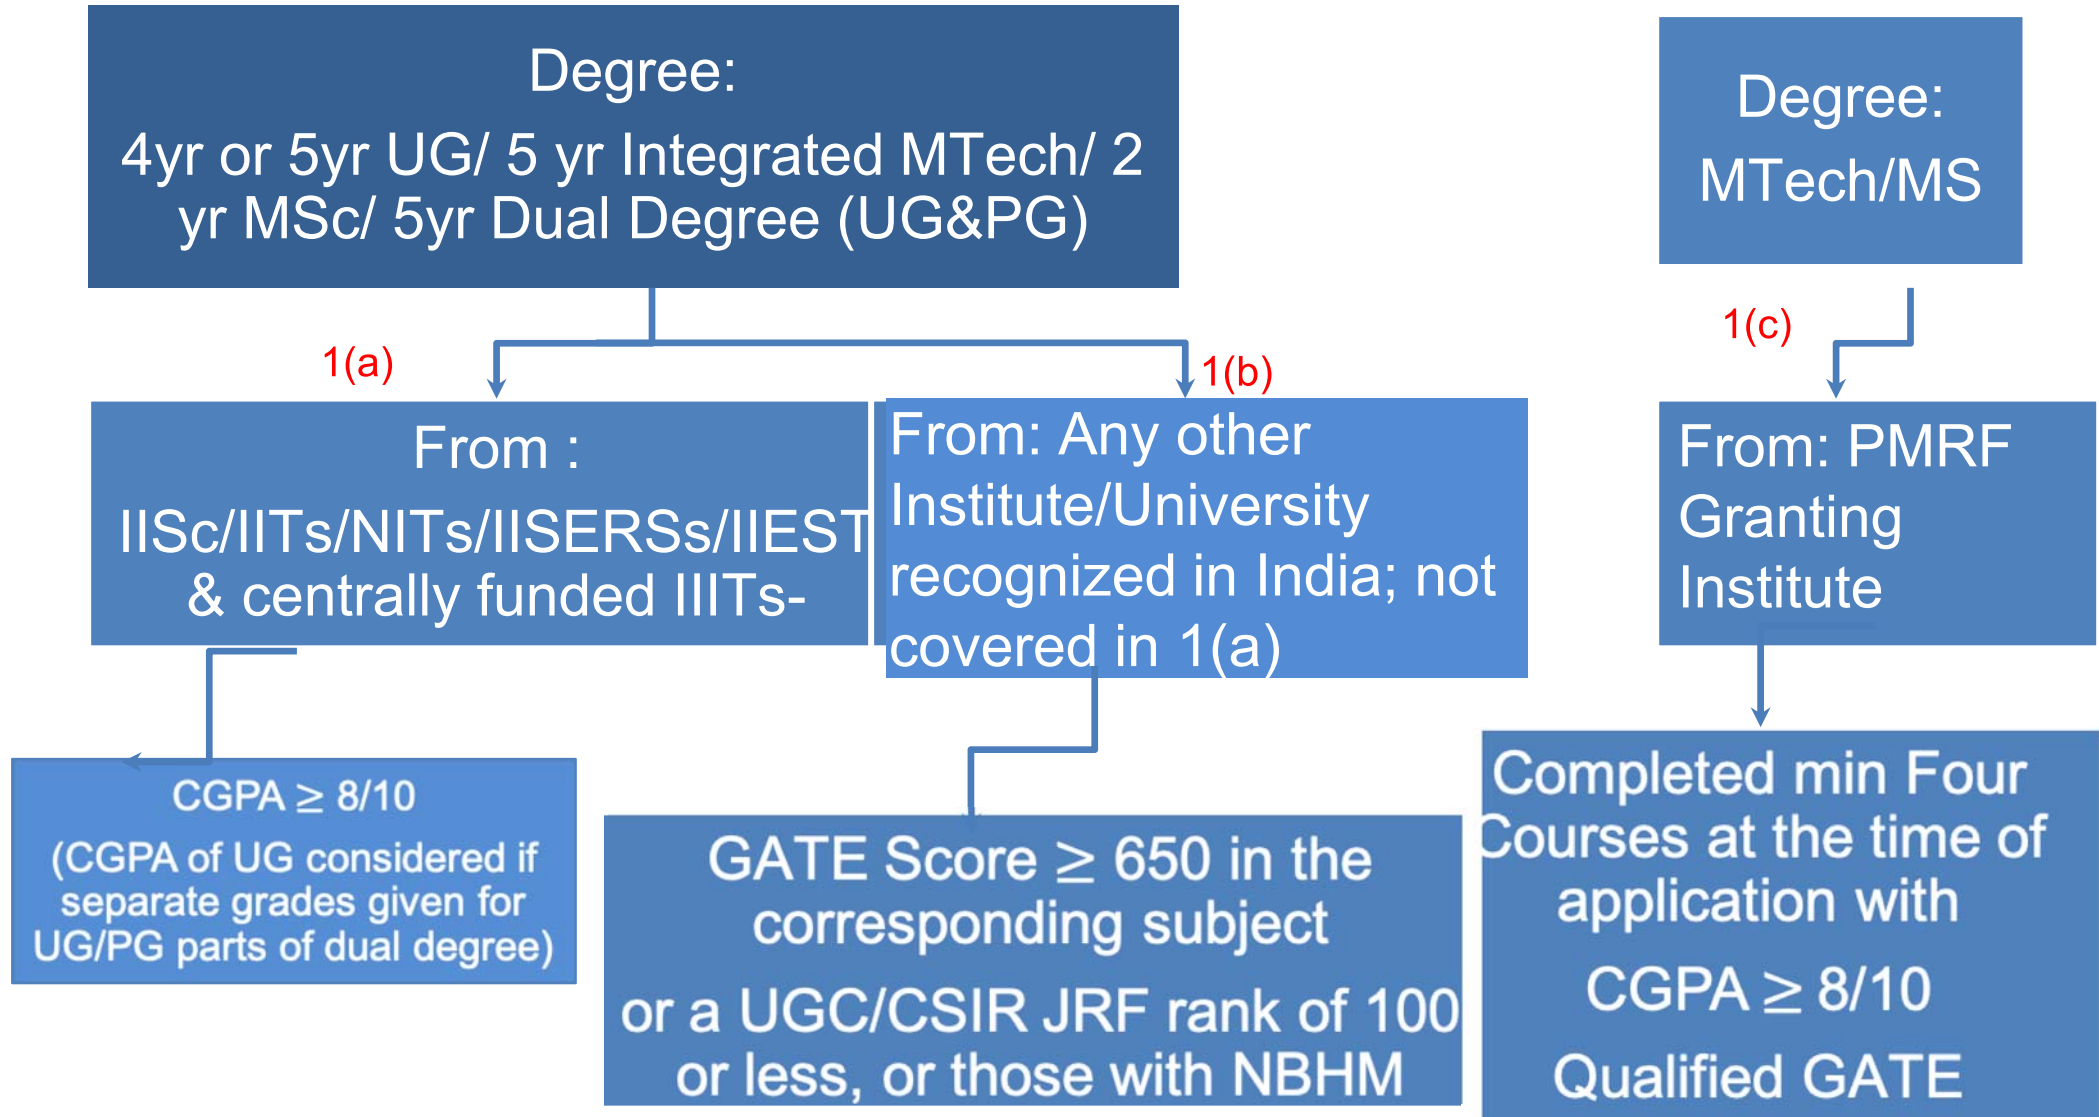 Degree:
4yr or 5yr UG/ 5 yr Integrated MTech/ 2
yr MSc/ 5yr Dual Degree (UG&PG)
Degree:
MTech/MS
1(a)
1(b)
1(c)
From :
IISc/IITs/NITs/IISERSs/IIEST
& centrally funded IIITs-
From: Any other
Institute/University
recognized in India; not
covered in 1(a)
From: PMRF
Granting
Institute
CGPA ≥ 8/10
(CGPA of UG considered if
separate grades given for
UG/PG parts of dual degree)
GATE Score ≥ 650 in the
corresponding subject
or a UGC/CSIR JRF rank of 100
or less, or those with NBHM
Completed min Four
Courses at the time of
application with
CGPA ≥ 8/10
Qualified GATE